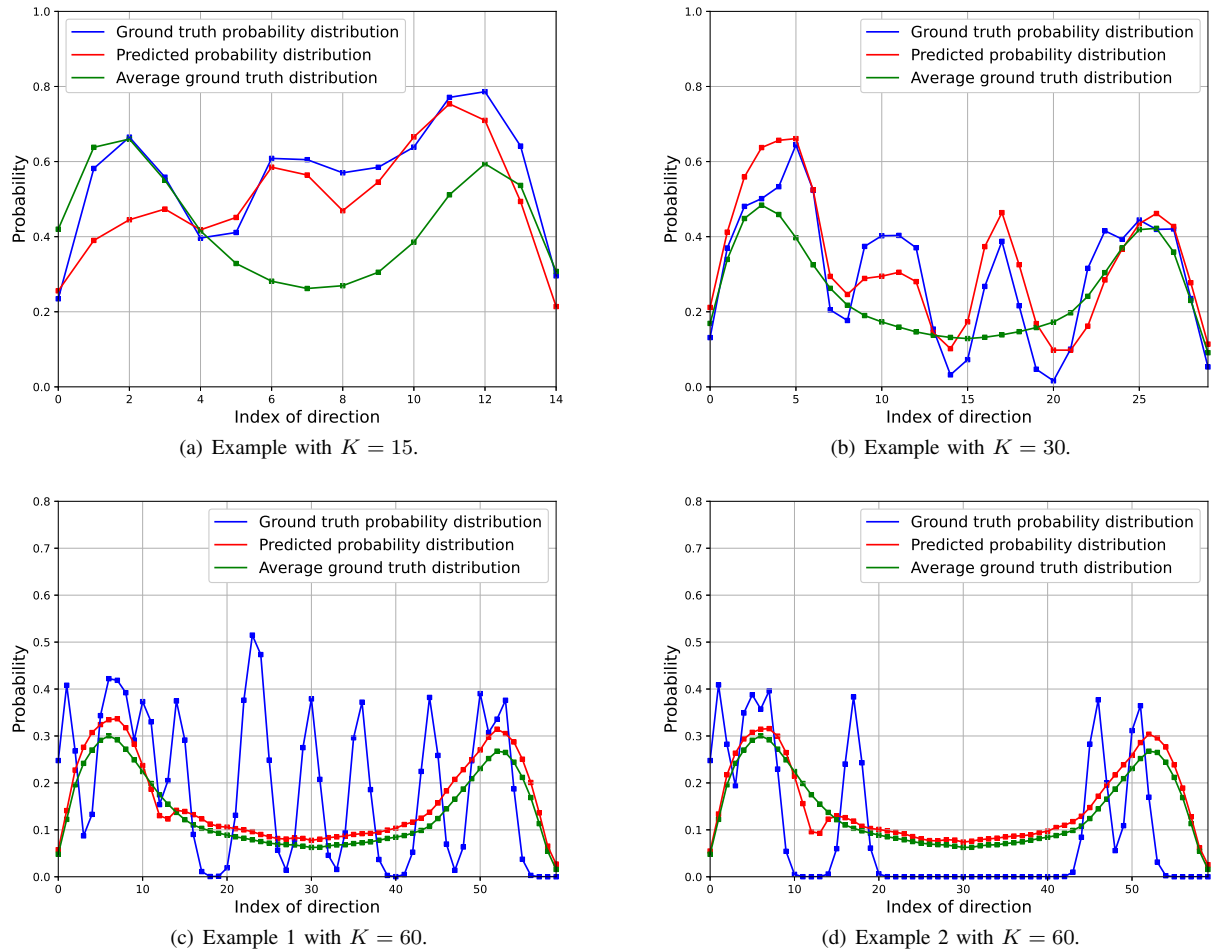 Ground truth probability distribution
Predicted probability distribution
Average ground truth distribution
1.0
0.8
0.6
0.4
0.2
0.0
Probability
0 2 4 6 8 10 12 14
Index of direction
(a) Example with K = 15.
Ground truth probability distribution
Predicted probability distribution
Average ground truth distribution
1.0
0.8
0.6
0.4
0.2
0.0
Probability
0 5 10 15 20 25
Index of direction
(b) Example with K = 30.
Ground truth probability distribution
Predicted probability distribution
Average ground truth distribution
0.8
0.7
0.6
0.5
0.4
0.3
0.2
0.1
0.0
Probability
0 10 20 30 40 50
Index of direction
(c) Example 1 with K = 60.
Ground truth probability distribution
Predicted probability distribution
Average ground truth distribution
0.8
0.7
0.6
0.5
0.4
0.3
0.2
0.1
0.0
Probability
0 10 20 30 40 50
Index of direction
(d) Example 2 with K = 60.